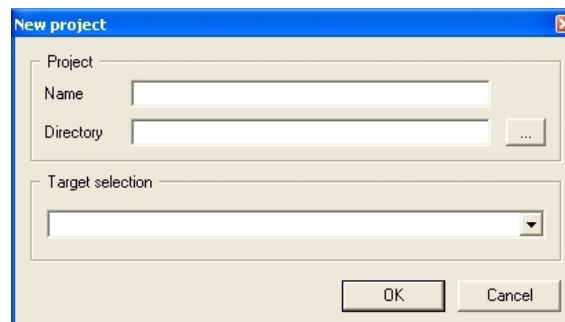 New project
Project
Name
Directory
...
Target selection
OK
Cancel